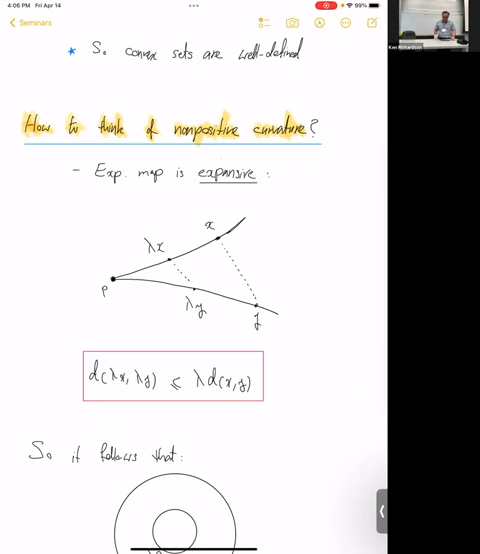 4:06 PM Fri Apr 14
99%
Seminars
Ken Richardson
* So convex sets are well-defined
How to think of nonpositive curvature?
- Exp. map is expansive :
x
λx
p
λy
y
d(λx, λy) ⩽ λd(x,y)
So it follows that: